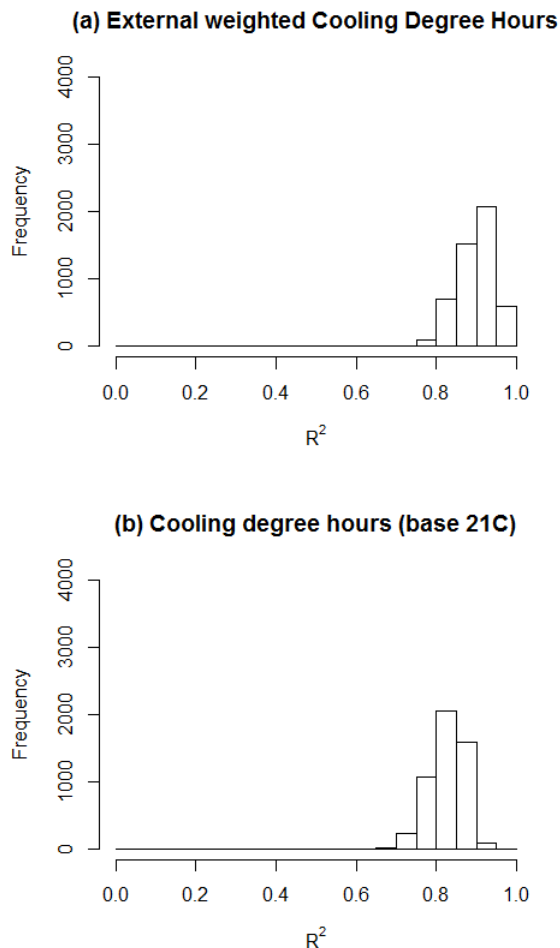 (a) External weighted Cooling Degree Hours
Frequency
4000
3000
2000
1000
0
0.0 0.2 0.4 0.6 0.8 1.0
R²
(b) Cooling degree hours (base 21C)
Frequency
4000
3000
2000
1000
0
0.0 0.2 0.4 0.6 0.8 1.0
R²